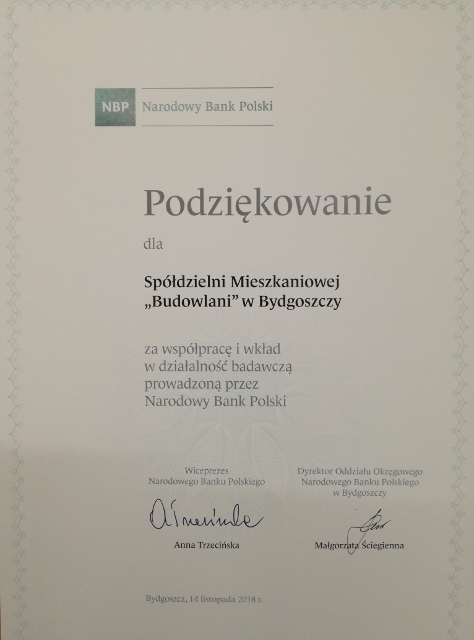 NBP Narodowy Bank Polski
Podziękowanie
dla
Spółdzielni Mieszkaniowej
„Budowlani” w Bydgoszczy
za współpracę i wkład
w działalność badawczą
prowadzoną przez
Narodowy Bank Polski
Wiceprezes
Narodowego Banku Polskiego
Anna Trzecińska
Dyrektor Oddziału Okręgowego
Narodowego Banku Polskiego
w Bydgoszczy
Małgorzata Ściegienna
Bydgoszcz, 14 listopada 2018 r.